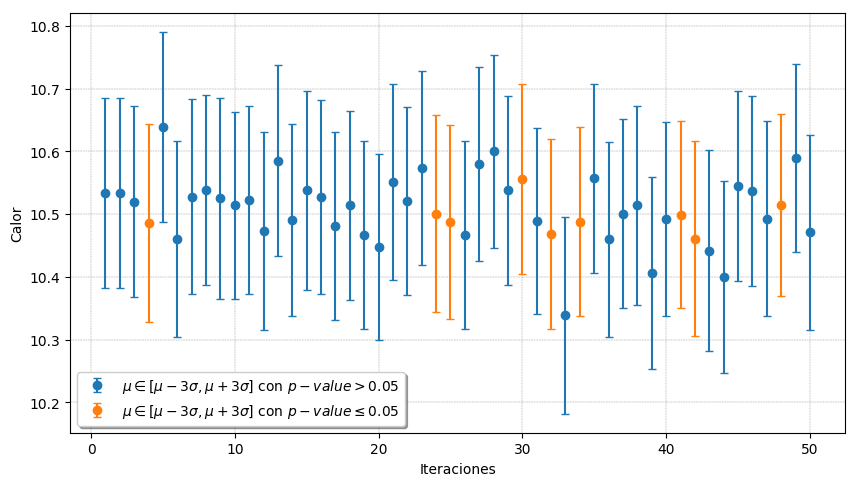 10.8
10.7
10.6
10.5
10.4
10.3
10.2
Calor
μ ∈ [μ − 3σ, μ + 3σ] con p − value > 0.05
μ ∈ [μ − 3σ, μ + 3σ] con p − value ≤ 0.05
0 10 20 30 40 50
Iteraciones